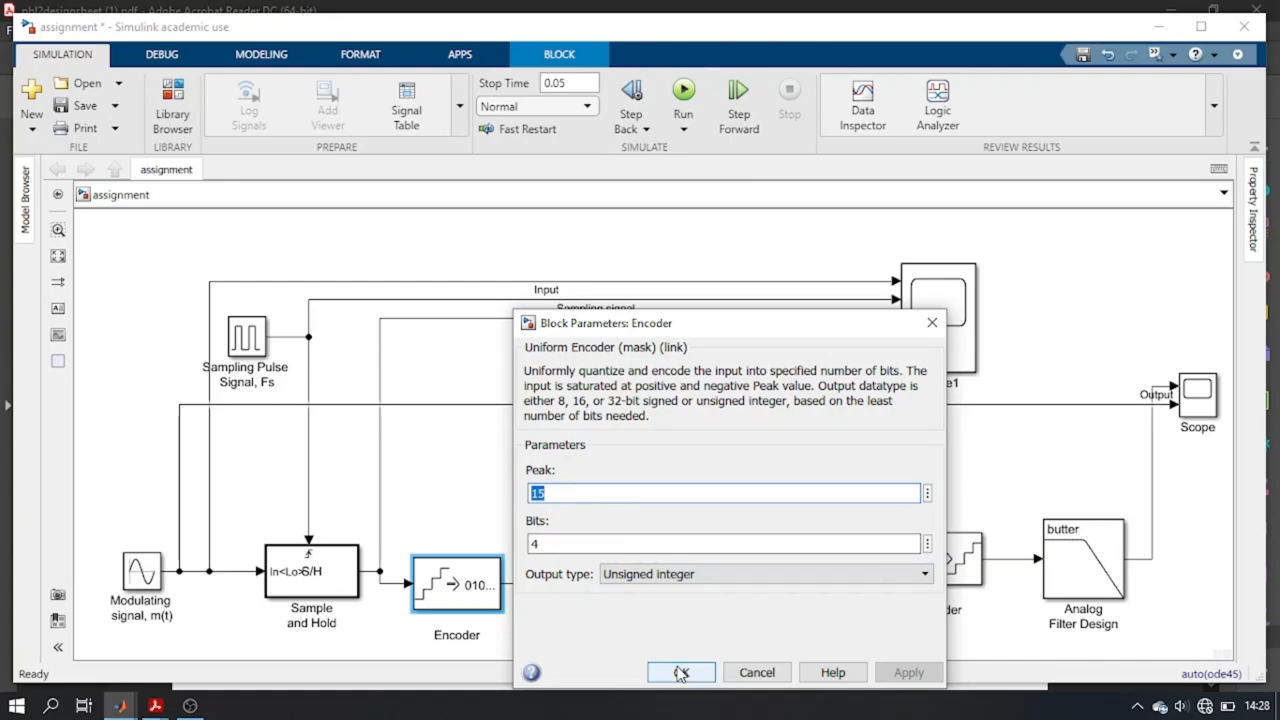 assignment * - Simulink academic use
SIMULATION DEBUG MODELING FORMAT APPS BLOCK
New
Open
Save
Print
FILE
Library Browser
LIBRARY
Log Signals
Add Viewer
Signal Table
PREPARE
Stop Time 0.05
Normal
Fast Restart
Step Back
Run
Step Forward
Stop
SIMULATE
Data Inspector
Logic Analyzer
REVIEW RESULTS
assignment
assignment
Model Browser
Property Inspector
Input
Sampling signal
Sampling Pulse
Signal, Fs
Output
Scope
Modulating
signal, m(t)
In<Lo>S/H
Sample
and Hold
010...
Encoder
butter
Analog
Filter Design
Block Parameters: Encoder
Uniform Encoder (mask) (link)
Uniformly quantize and encode the input into specified number of bits. The
input is saturated at positive and negative Peak value. Output datatype is
either 8, 16, or 32-bit signed or unsigned integer, based on the least
number of bits needed.
Parameters
Peak:
15
Bits:
4
Output type: Unsigned integer
Cancel Help Apply
Ready
auto(ode45)
14:28